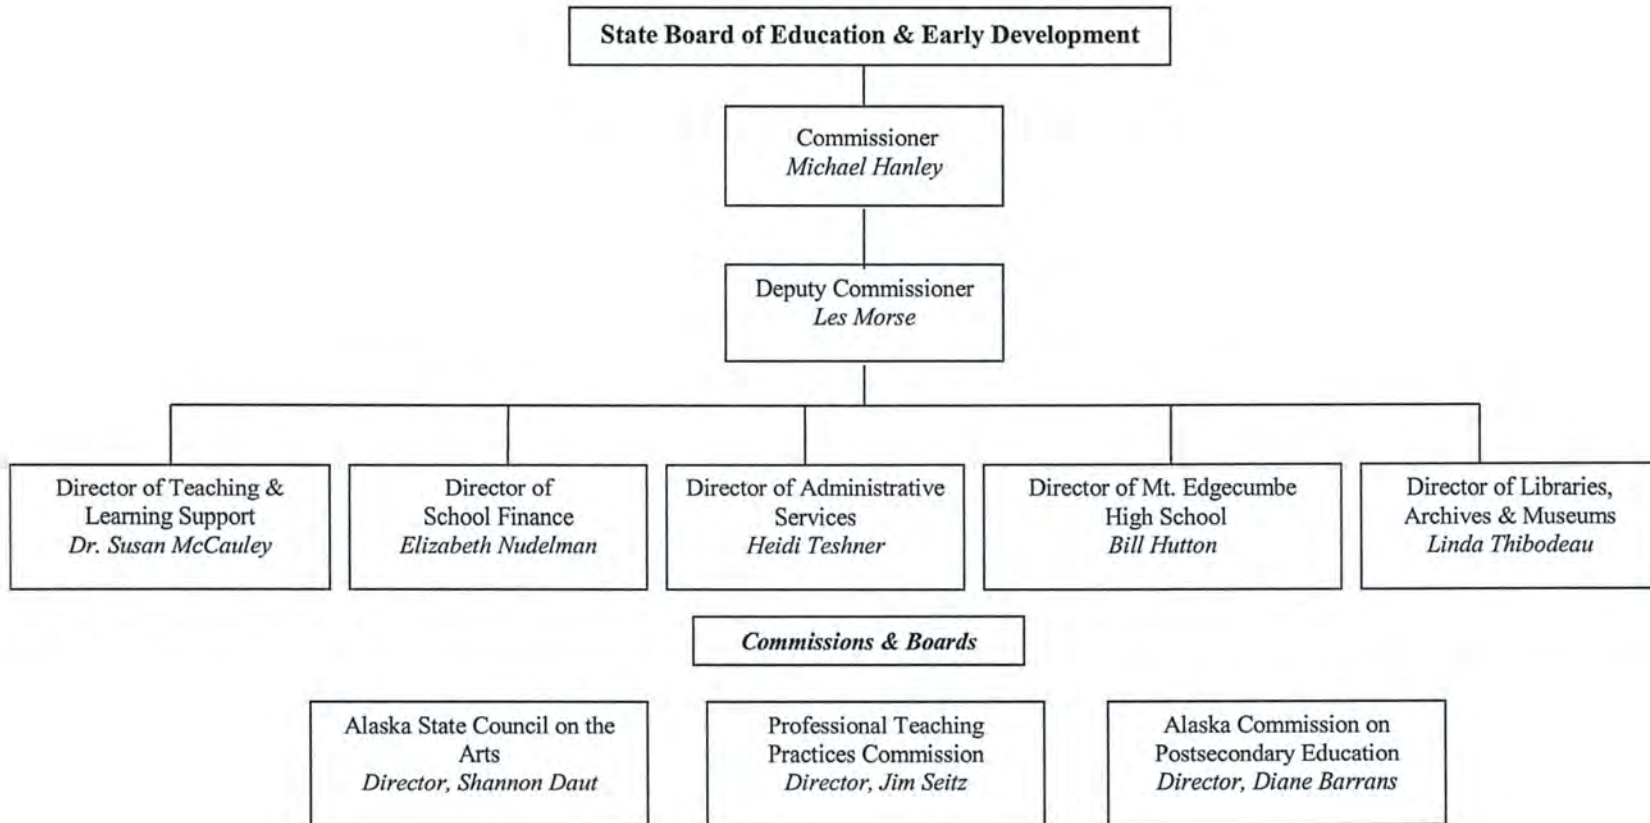 State Board of Education & Early Development
Commissioner
Michael Hanley
Deputy Commissioner
Les Morse
Director of Teaching &
Learning Support
Dr. Susan McCauley
Director of
School Finance
Elizabeth Nudelman
Director of Administrative
Services
Heidi Teshner
Director of Mt. Edgecumbe
High School
Bill Hutton
Director of Libraries,
Archives & Museums
Linda Thibodeau
Commissions & Boards
Alaska State Council on the
Arts
Director, Shannon Daut
Professional Teaching
Practices Commission
Director, Jim Seitz
Alaska Commission on
Postsecondary Education
Director, Diane Barrans